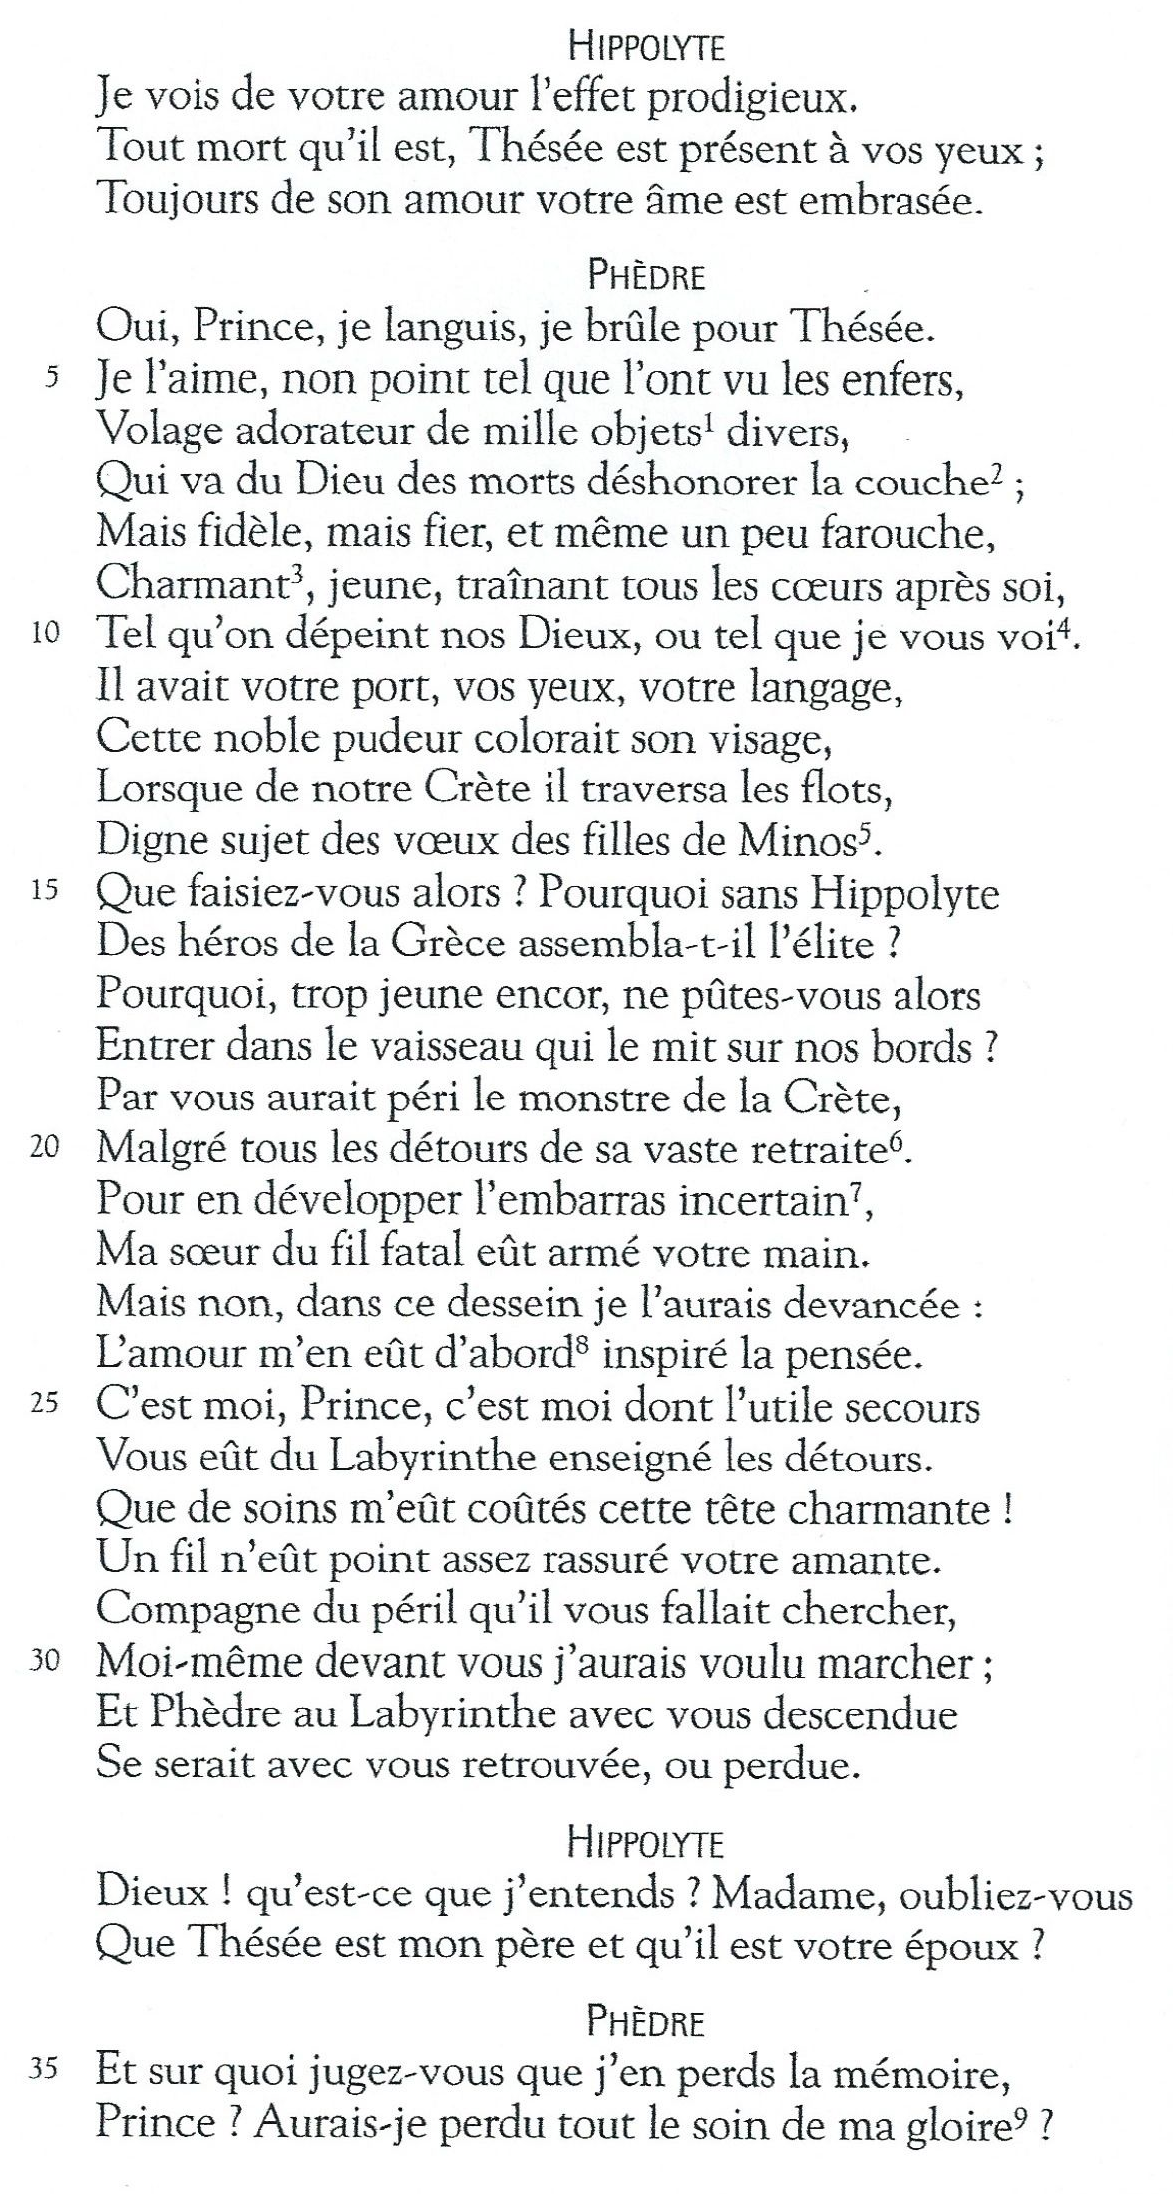 HIPPOLYTE
Je vois de votre amour l'effet prodigieux.
Tout mort qu'il est, Thésée est présent à vos yeux ;
Toujours de son amour votre âme est embrasée.
PHÈDRE
Oui, Prince, je languis, je brûle pour Thésée.
5 Je l'aime, non point tel que l'ont vu les enfers,
Volage adorateur de mille objets¹ divers,
Qui va du Dieu des morts déshonorer la couche² ;
Mais fidèle, mais fier, et même un peu farouche,
Charmant³, jeune, traînant tous les cœurs après soi,
10 Tel qu'on dépeint nos Dieux, ou tel que je vous voi⁴.
Il avait votre port, vos yeux, votre langage,
Cette noble pudeur colorait son visage,
Lorsque de notre Crète il traversa les flots,
Digne sujet des vœux des filles de Minos⁵.
15 Que faisiez-vous alors ? Pourquoi sans Hippolyte
Des héros de la Grèce assembla-t-il l'élite ?
Pourquoi, trop jeune encor, ne pûtes-vous alors
Entrer dans le vaisseau qui le mit sur nos bords ?
Par vous aurait péri le monstre de la Crète,
20 Malgré tous les détours de sa vaste retraite⁶.
Pour en développer l'embarras incertain⁷,
Ma sœur du fil fatal eût armé votre main.
Mais non, dans ce dessein je l'aurais devancée :
L'amour m'en eût d'abord⁸ inspiré la pensée.
25 C'est moi, Prince, c'est moi dont l'utile secours
Vous eût du Labyrinthe enseigné les détours.
Que de soins m'eût coûtés cette tête charmante !
Un fil n'eût point assez rassuré votre amante.
Compagne du péril qu'il vous fallait chercher,
30 Moi-même devant vous j'aurais voulu marcher ;
Et Phèdre au Labyrinthe avec vous descendue
Se serait avec vous retrouvée, ou perdue.
HIPPOLYTE
Dieux ! qu'est-ce que j'entends ? Madame, oubliez-vous
Que Thésée est mon père et qu'il est votre époux ?
PHÈDRE
35 Et sur quoi jugez-vous que j'en perds la mémoire,
Prince ? Aurais-je perdu tout le soin de ma gloire⁹ ?